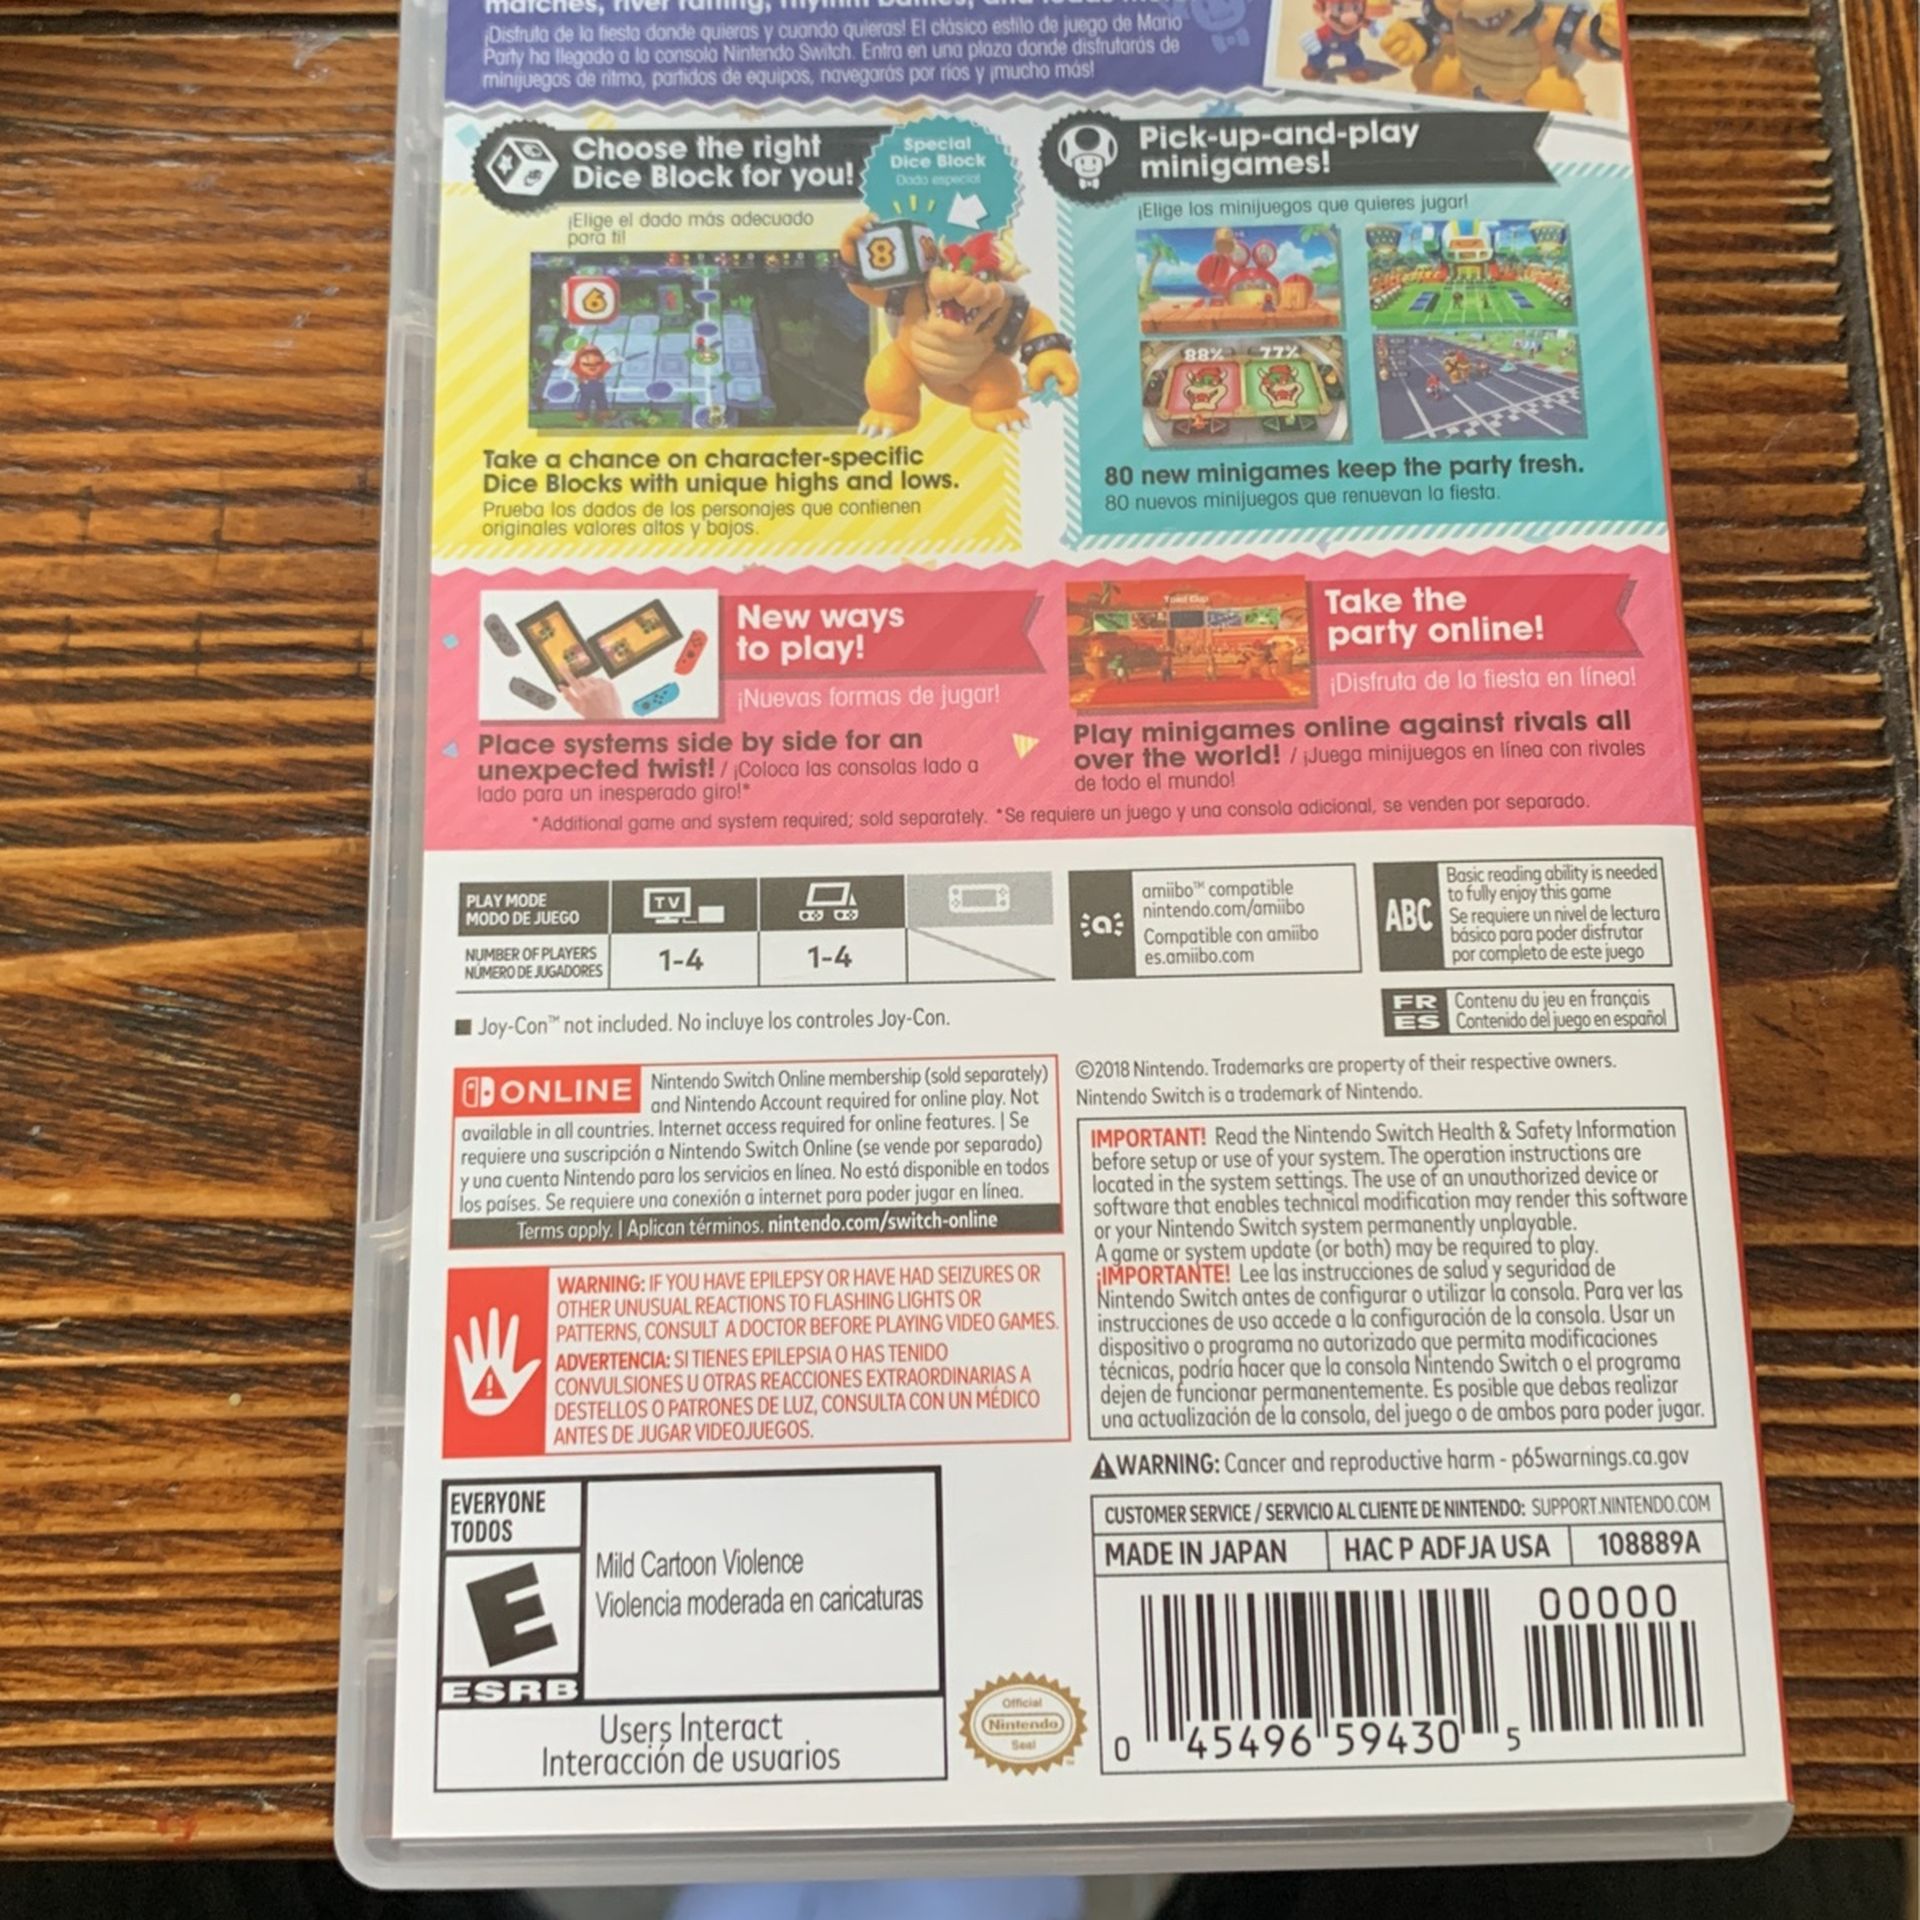 ¡Disfruta de la fiesta donde quieras y cuando quieras! El clásico estilo de juego de Mario
Party ha llegado a la consola Nintendo Switch. Entra en una plaza donde disfrutarás de
minijuegos de ritmo, partidos de equipos, navegarás por ríos y ¡mucho más!
Choose the right
Dice Block for you!
Special
Dice Block
Dado especial
¡Elige el dado más adecuado
para ti!
6
8
Take a chance on character-specific
Dice Blocks with unique highs and lows.
Prueba los dados de los personajes que contienen
originales valores altos y bajos.
Pick-up-and-play
minigames!
¡Elige los minijuegos que quieres jugar!
88% 77%
80 new minigames keep the party fresh.
80 nuevos minijuegos que renuevan la fiesta.
New ways
to play!
¡Nuevas formas de jugar!
Place systems side by side for an
unexpected twist! / ¡Coloca las consolas lado a
lado para un inesperado giro!*
Toad Cup
Take the
party online!
¡Disfruta de la fiesta en línea!
Play minigames online against rivals all
over the world! / ¡Juega minijuegos en línea con rivales
de todo el mundo!
*Additional game and system required; sold separately. *Se requiere un juego y una consola adicional, se venden por separado.
PLAY MODE
MODO DE JUEGO
TV
NUMBER OF PLAYERS
NÚMERO DE JUGADORES
1-4
1-4
amiibo™ compatible
nintendo.com/amiibo
Compatible con amiibo
es.amiibo.com
ABC
Basic reading ability is needed
to fully enjoy this game
Se requiere un nivel de lectura
básico para poder disfrutar
por completo de este juego
FR Contenu du jeu en français
ES Contenido del juego en español
Joy-Con™ not included. No incluye los controles Joy-Con.
ONLINE Nintendo Switch Online membership (sold separately)
and Nintendo Account required for online play. Not
available in all countries. Internet access required for online features. | Se
requiere una suscripción a Nintendo Switch Online (se vende por separado)
y una cuenta Nintendo para los servicios en línea. No está disponible en todos
los países. Se requiere una conexión a internet para poder jugar en línea.
Terms apply. | Aplican términos. nintendo.com/switch-online
WARNING: IF YOU HAVE EPILEPSY OR HAVE HAD SEIZURES OR
OTHER UNUSUAL REACTIONS TO FLASHING LIGHTS OR
PATTERNS, CONSULT A DOCTOR BEFORE PLAYING VIDEO GAMES.
ADVERTENCIA: SI TIENES EPILEPSIA O HAS TENIDO
CONVULSIONES U OTRAS REACCIONES EXTRAORDINARIAS A
DESTELLOS O PATRONES DE LUZ, CONSULTA CON UN MÉDICO
ANTES DE JUGAR VIDEOJUEGOS.
©2018 Nintendo. Trademarks are property of their respective owners.
Nintendo Switch is a trademark of Nintendo.
IMPORTANT! Read the Nintendo Switch Health & Safety Information
before setup or use of your system. The operation instructions are
located in the system settings. The use of an unauthorized device or
software that enables technical modification may render this software
or your Nintendo Switch system permanently unplayable.
A game or system update (or both) may be required to play.
¡IMPORTANTE! Lee las instrucciones de salud y seguridad de
Nintendo Switch antes de configurar o utilizar la consola. Para ver las
instrucciones de uso accede a la configuración de la consola. Usar un
dispositivo o programa no autorizado que permita modificaciones
técnicas, podría hacer que la consola Nintendo Switch o el programa
dejen de funcionar permanentemente. Es posible que debas realizar
una actualización de la consola, del juego o de ambos para poder jugar.
WARNING: Cancer and reproductive harm - p65warnings.ca.gov
EVERYONE
TODOS
E
ESRB
Mild Cartoon Violence
Violencia moderada en caricaturas
Users Interact
Interacción de usuarios
Official
Nintendo
Seal
CUSTOMER SERVICE / SERVICIO AL CLIENTE DE NINTENDO: SUPPORT.NINTENDO.COM
MADE IN JAPAN HAC P ADFJA USA 108889A
00000
0 45496 59430 5